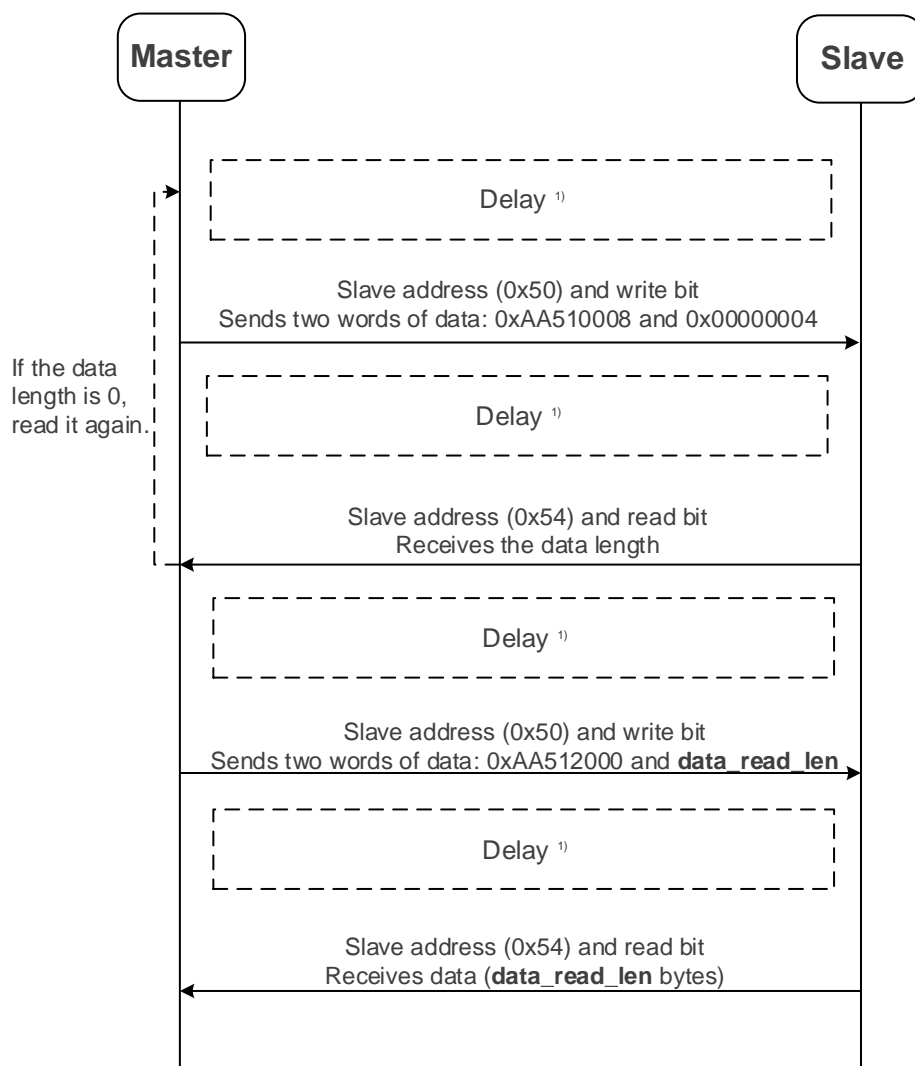 Master
Slave
Delay 1)
Slave address (0x50) and write bit
Sends two words of data: 0xAA510008 and 0x00000004
If the data
length is 0,
read it again.
Delay 1)
Slave address (0x54) and read bit
Receives the data length
Delay 1)
Slave address (0x50) and write bit
Sends two words of data: 0xAA512000 and data_read_len
Delay 1)
Slave address (0x54) and read bit
Receives data (data_read_len bytes)